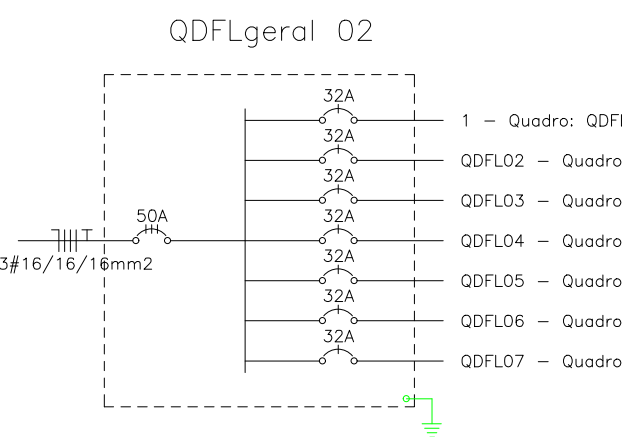 QDFLgeral 02
32A
1 - Quadro: QDFL
32A
QDFL02 - Quadro
32A
QDFL03 - Quadro
32A
50A
QDFL04 - Quadro
3#16/16/16mm2
32A
QDFL05 - Quadro
32A
QDFL06 - Quadro
32A
QDFL07 - Quadro